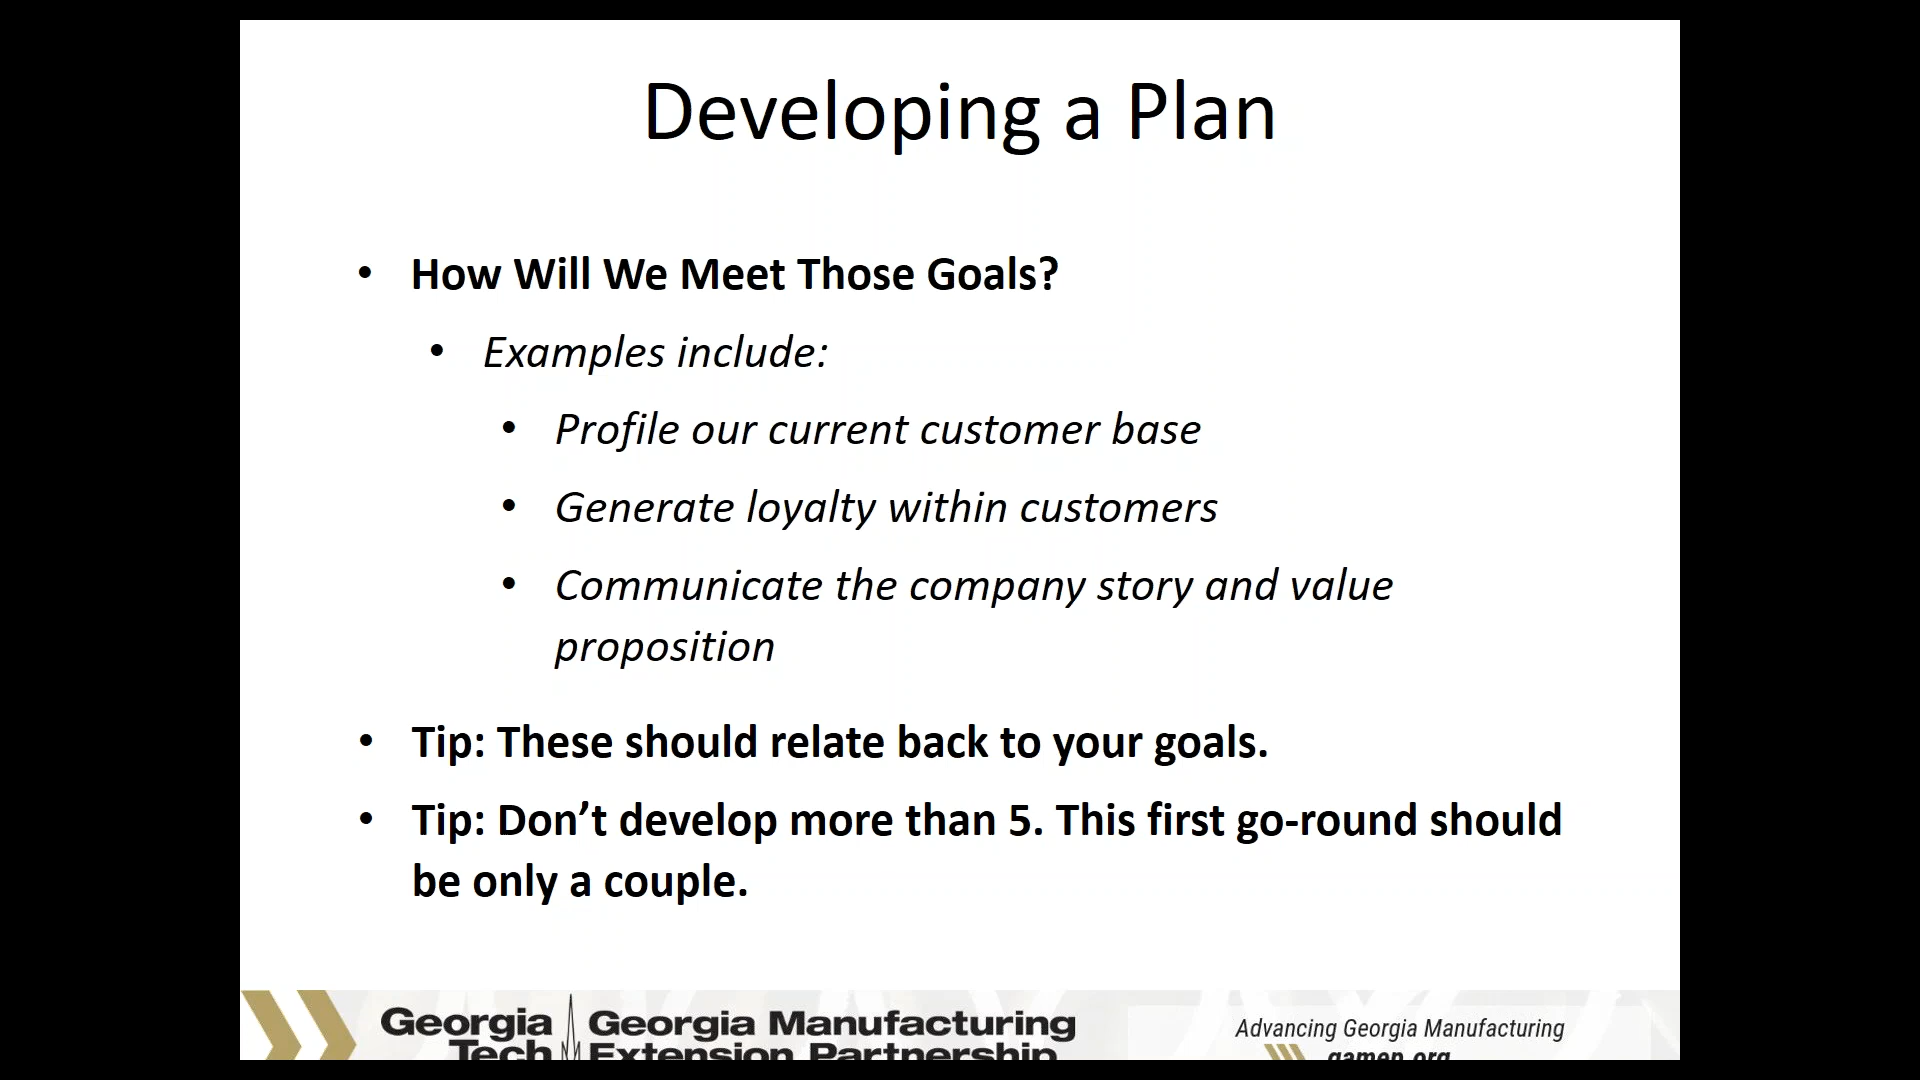 Developing a Plan
• How Will We Meet Those Goals?
• Examples include:
• Profile our current customer base
• Generate loyalty within customers
• Communicate the company story and value
proposition
• Tip: These should relate back to your goals.
• Tip: Don’t develop more than 5. This first go-round should
be only a couple.
Georgia
Tech
Georgia Manufacturing
Extension Partnership
Advancing Georgia Manufacturing
gamep.org